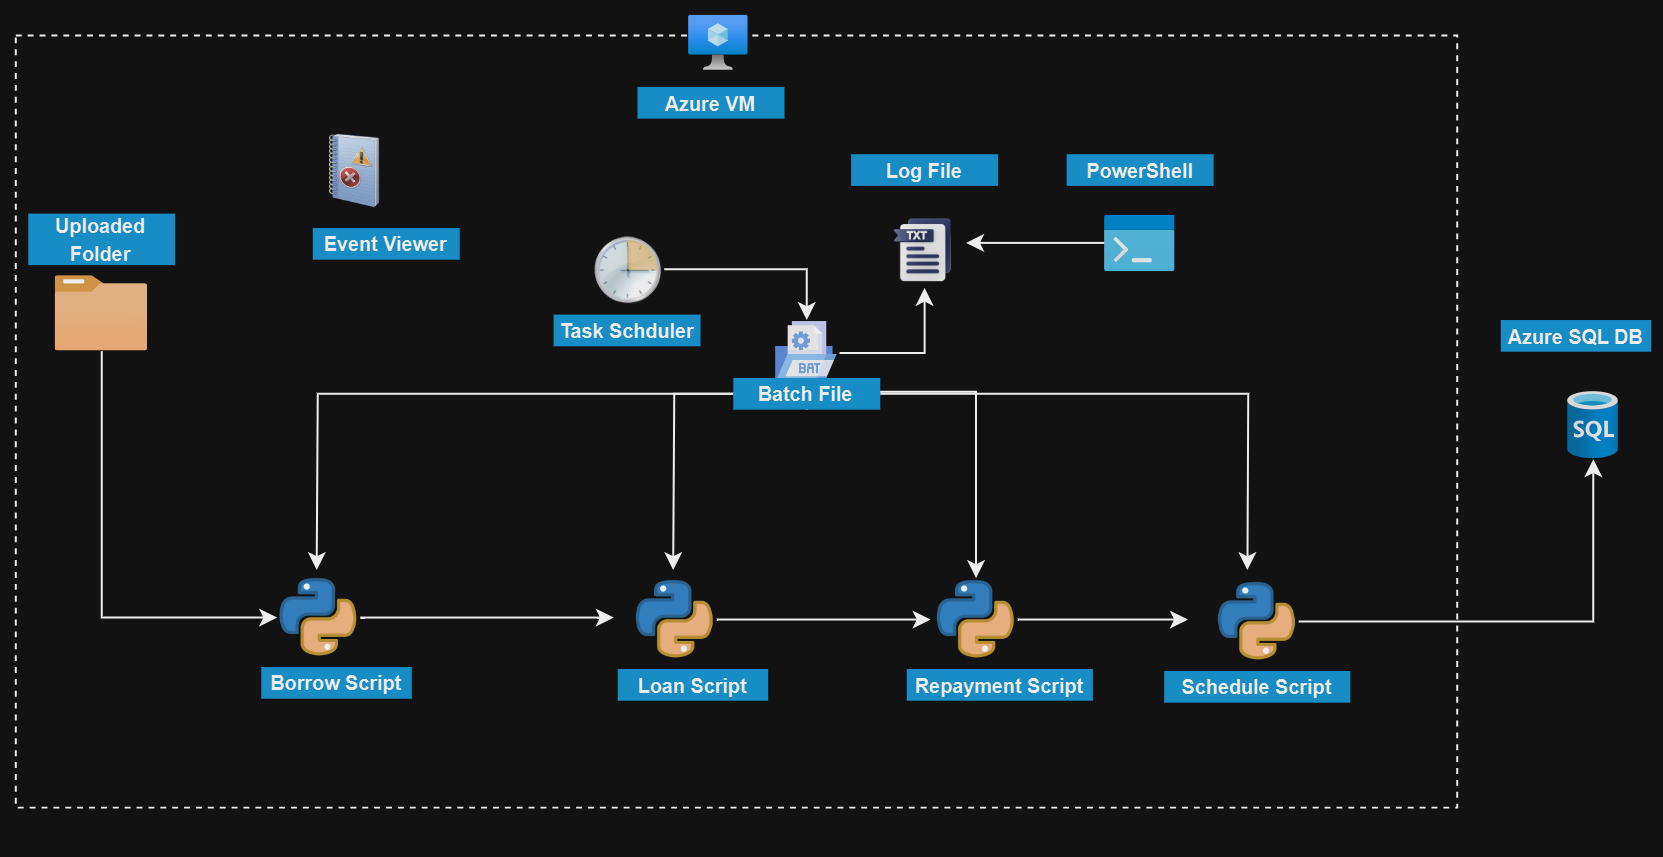 Azure VM
Log File
PowerShell
Uploaded
Folder
Event Viewer
TXT
Task Schduler
Azure SQL DB
BAT
Batch File
SQL
Borrow Script
Loan Script
Repayment Script
Schedule Script